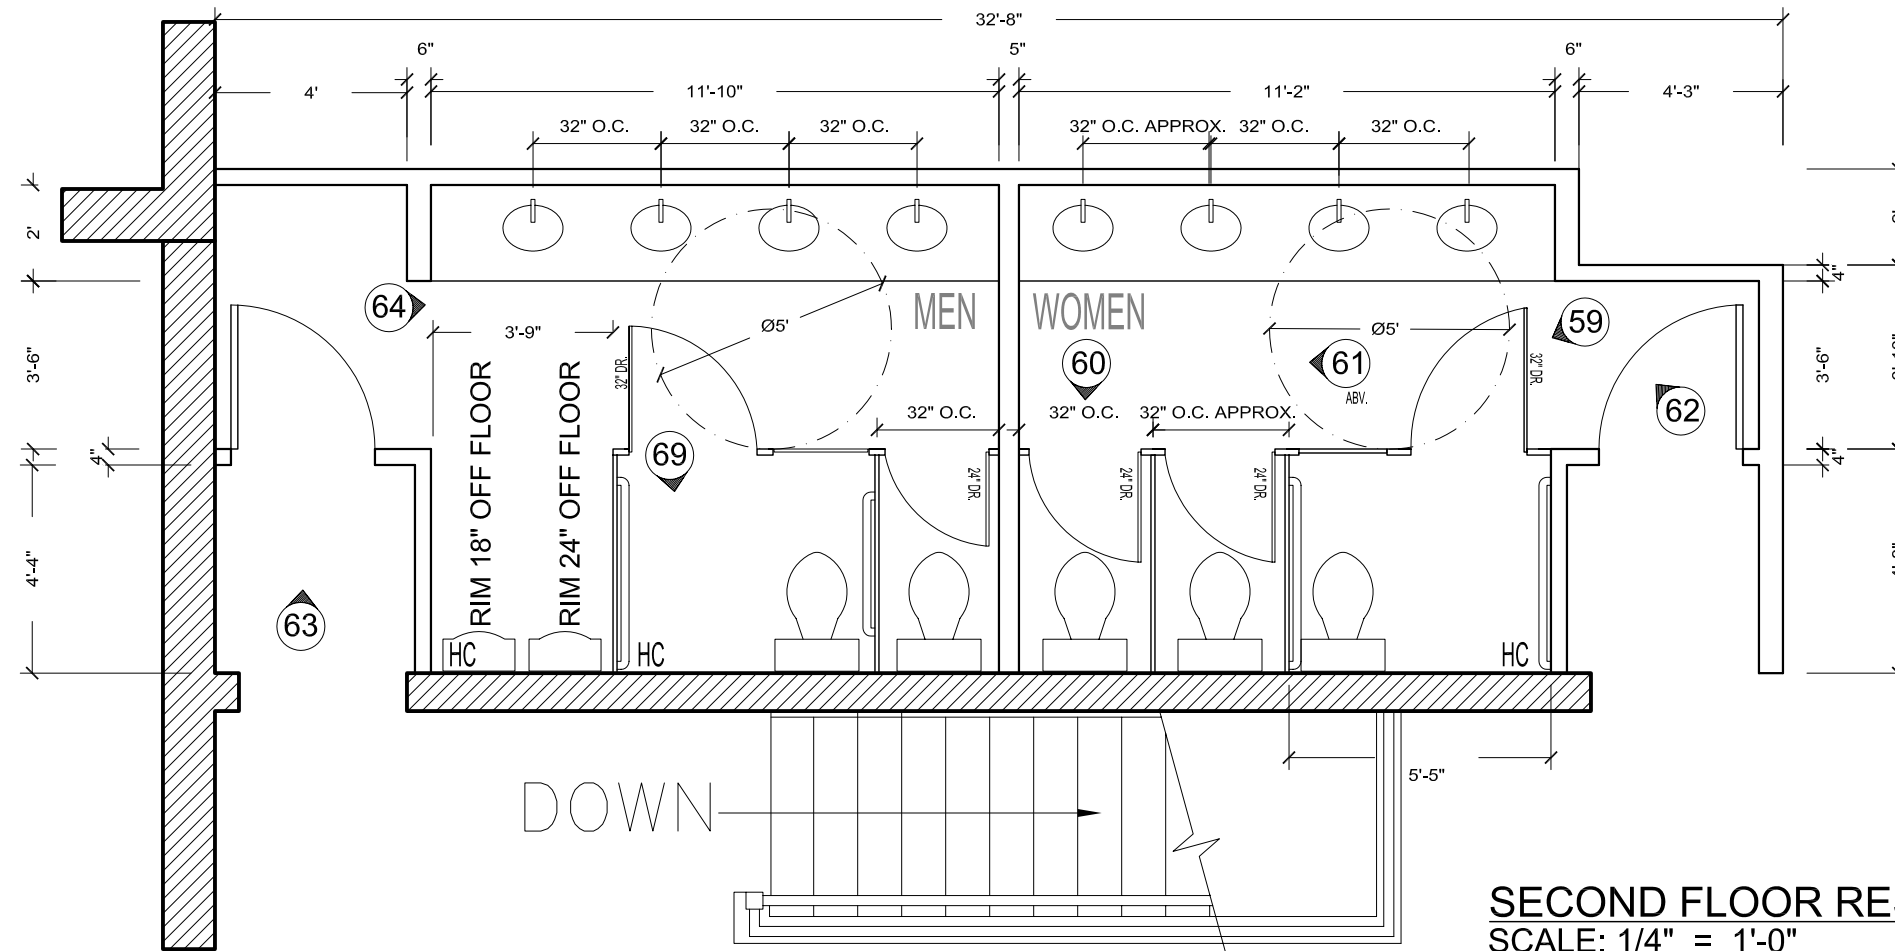 32'-8"
6" 5" 6"
4' 11'-10" 11'-2" 4'-3"
32" O.C. 32" O.C. 32" O.C. 32" O.C. APPROX. 32" O.C. 32" O.C.
2'
4"
64 MEN WOMEN 59
3'-9" Ø5' Ø5'
3'-6" 32" DR. 60 61 32" DR. 3'-6"
ABV.
62
32" O.C. 32" O.C. 32" O.C. APPROX.
RIM 18" OFF FLOOR
RIM 24" OFF FLOOR
4" 69 4"
24" DR. 24" DR. 24" DR.
4'-4"
63
HC HC HC
5'-5"
DOWN
SECOND FLOOR
SCALE: 1/4" = 1'-0"